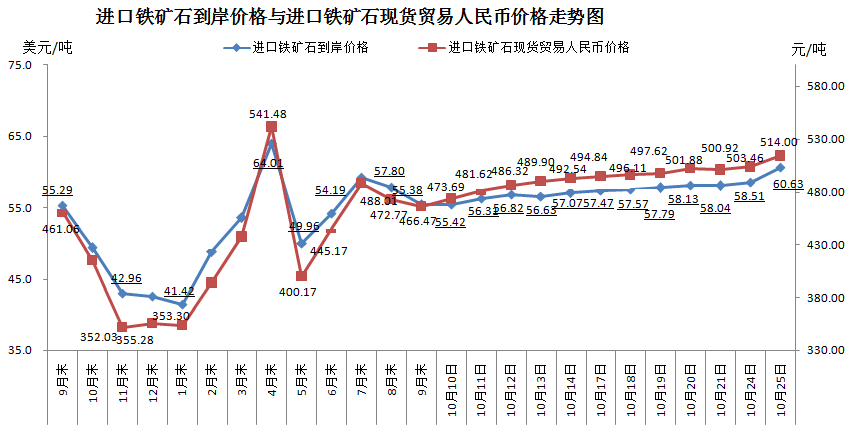 进口铁矿石到岸价格与进口铁矿石现货贸易人民币价格走势图
美元/吨
进口铁矿石到岸价格
进口铁矿石现货贸易人民币价格
元/吨
75.0
65.0
55.0
45.0
35.0
580.00
530.00
480.00
430.00
380.00
330.00
55.29
461.06
42.96
352.03
355.28
41.42
353.30
541.48
64.01
49.96
400.17
54.19
445.17
57.80
488.01
472.77
55.38
466.47
473.69
55.42
481.62
56.31
486.32
56.82
489.90
56.63
492.54
57.07
494.84
57.47
496.11
57.57
497.62
57.79
501.88
58.13
500.92
58.04
503.46
58.51
514.00
60.63
9月末
10月末
11月末
12月末
1月末
2月末
3月末
4月末
5月末
6月末
7月末
8月末
9月末
10月10日
10月11日
10月12日
10月13日
10月14日
10月17日
10月18日
10月19日
10月20日
10月21日
10月24日
10月25日